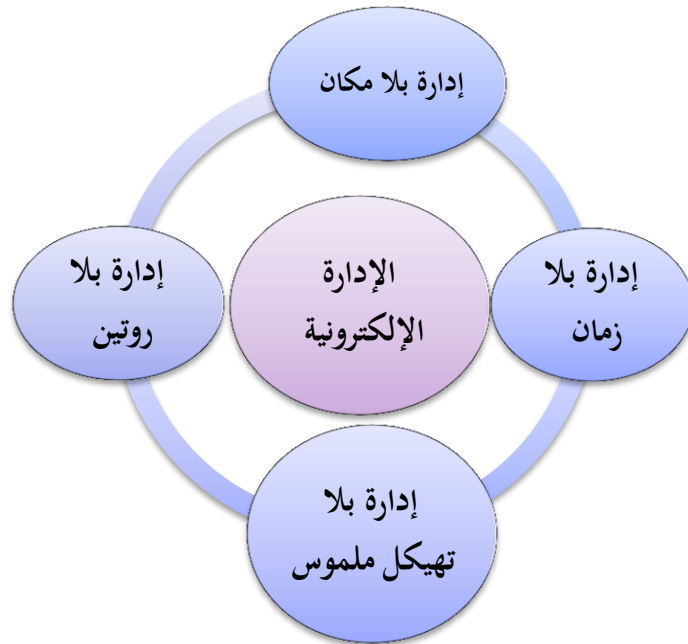 إدارة بلا مكان
إدارة بلا
زمان
الإدارة
الإلكترونية
إدارة بلا
روتين
إدارة بلا
تهيكل ملموس